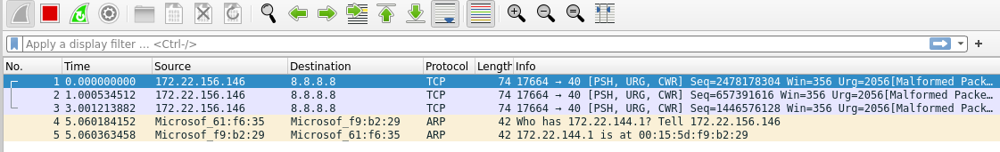 Apply a display filter … <Ctrl-/>
No. Time Source Destination Protocol Length Info
1 0.000000000 172.22.156.146 8.8.8.8 TCP 74 17664 → 40 [PSH, URG, CWR] Seq=2478178304 Win=356 Urg=2056[Malformed Packe…
2 1.000534512 172.22.156.146 8.8.8.8 TCP 74 17664 → 40 [PSH, URG, CWR] Seq=657391616 Win=356 Urg=2056[Malformed Packe…
3 3.001213882 172.22.156.146 8.8.8.8 TCP 74 17664 → 40 [PSH, URG, CWR] Seq=1446576128 Win=356 Urg=2056[Malformed Packe…
4 5.060184152 Microsof_61:f6:35 Microsof_f9:b2:29 ARP 42 Who has 172.22.144.1? Tell 172.22.156.146
5 5.060363458 Microsof_f9:b2:29 Microsof_61:f6:35 ARP 42 172.22.144.1 is at 00:15:5d:f9:b2:29